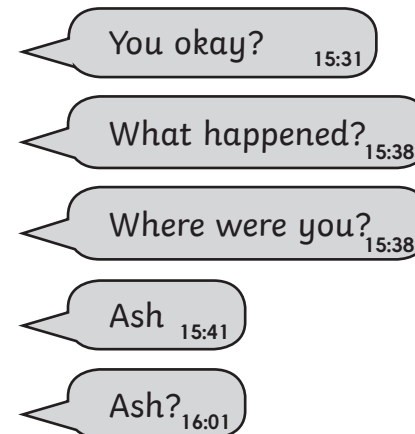 You okay? 15:31
What happened? 15:38
Where were you? 15:38
Ash 15:41
Ash? 16:01